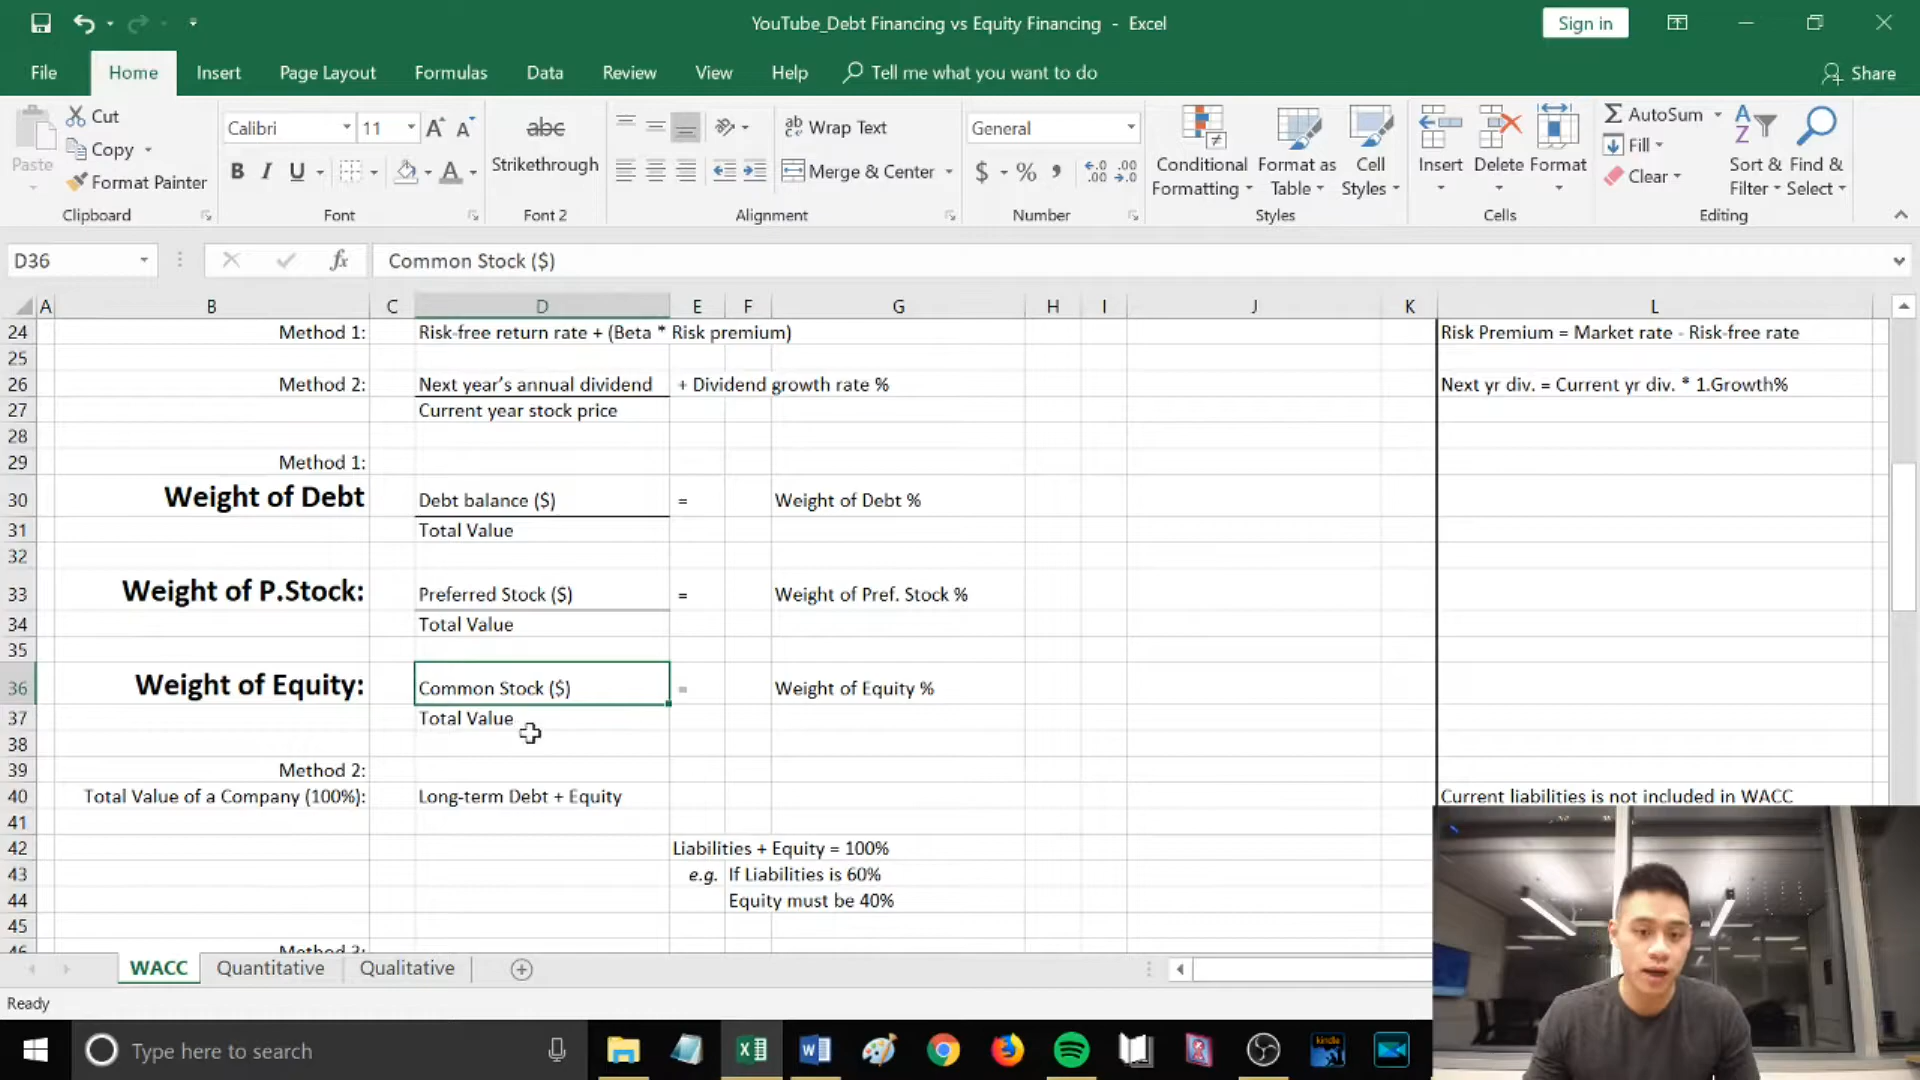 YouTube_Debt Financing vs Equity Financing - Excel
Sign in
File Home Insert Page Layout Formulas Data Review View Help Tell me what you want to do Share
Paste
Cut
Copy
Format Painter
Clipboard
Calibri 11
B I U
Font
abc
Strikethrough
Font 2
Wrap Text
Merge & Center
Alignment
General
$ % ,
Number
Conditional Formatting
Format as Table
Cell Styles
Styles
Insert Delete Format
Cells
AutoSum
Fill
Clear
Sort & Filter
Find & Select
Editing
D36 fx Common Stock ($)
A B C D E F G H I J K L
24 Method 1: Risk-free return rate + (Beta * Risk premium) Risk Premium = Market rate - Risk-free rate
25
26 Method 2: Next year's annual dividend + Dividend growth rate % Next yr div. = Current yr div. * 1.Growth%
27 Current year stock price
28
29 Method 1:
30 Weight of Debt Debt balance ($) = Weight of Debt %
31 Total Value
32
33 Weight of P.Stock: Preferred Stock ($) = Weight of Pref. Stock %
34 Total Value
35
36 Weight of Equity: Common Stock ($) = Weight of Equity %
37 Total Value
38
39 Method 2:
40 Total Value of a Company (100%): Long-term Debt + Equity Current liabilities is not included in WACC
41
42 Liabilities + Equity = 100%
43 e.g. If Liabilities is 60%
44 Equity must be 40%
45
46 Method 3:
WACC Quantitative Qualitative
Ready
Type here to search
kindle